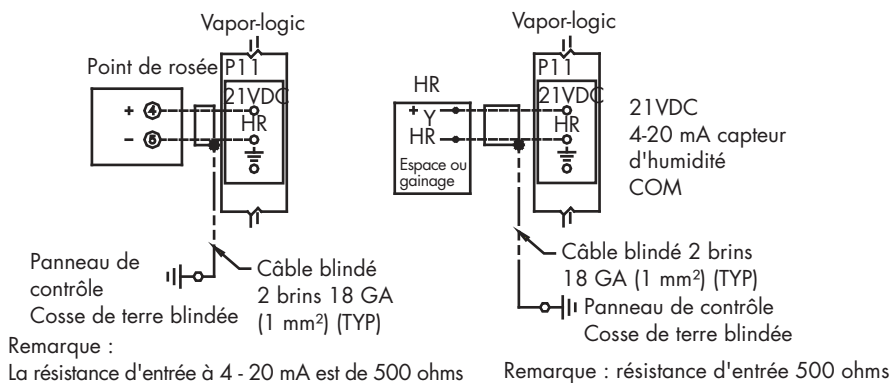 Vapor-logic
Point de rosée
P11
21VDC
+ 4
HR
- 5
Panneau de
contrôle
Cosse de terre blindée
Câble blindé
2 brins 18 GA
(1 mm²) (TYP)
Remarque :
La résistance d'entrée à 4 - 20 mA est de 500 ohms
Vapor-logic
HR
P11
21VDC
+ Y
HR
HR
Espace ou
gainage
21VDC
4-20 mA capteur
d'humidité
COM
Câble blindé 2 brins
18 GA (1 mm²) (TYP)
Panneau de contrôle
Cosse de terre blindée
Remarque : résistance d'entrée 500 ohms